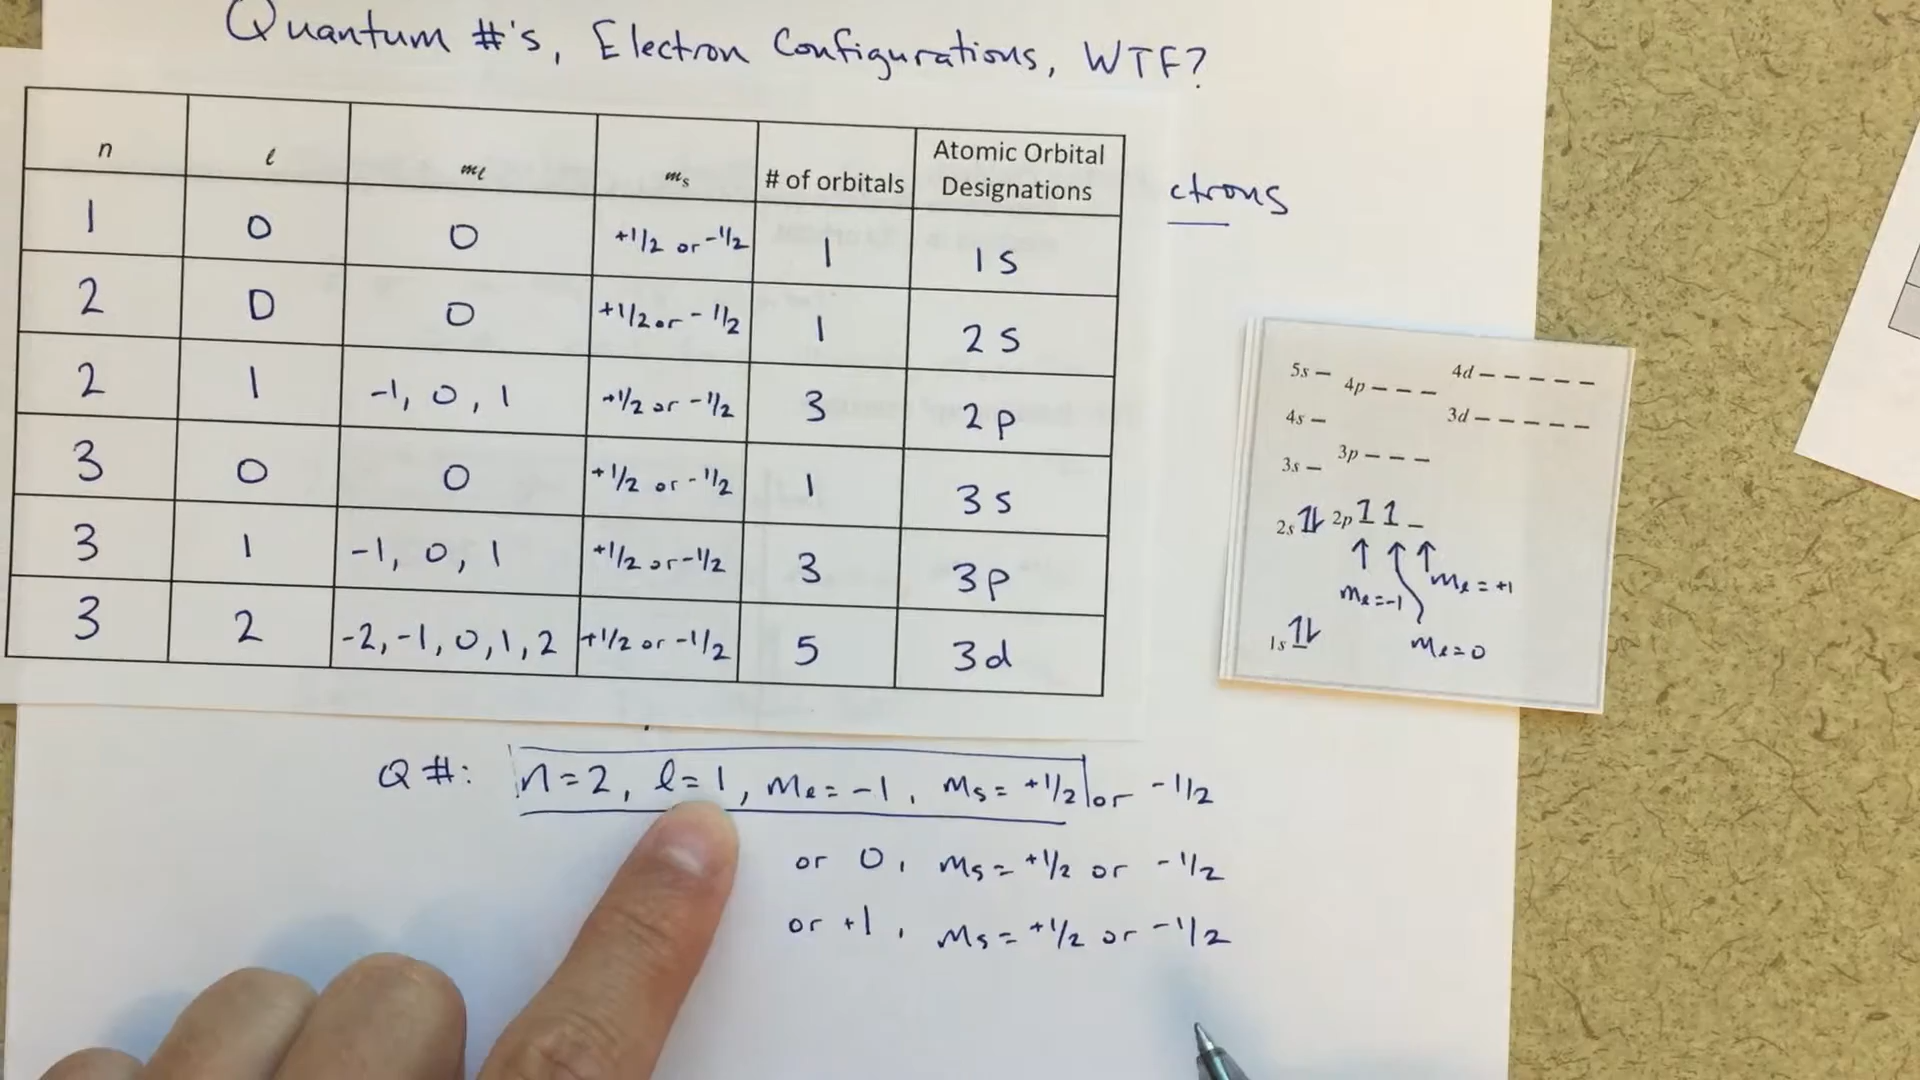 Quantum #'s, Electron Configurations, WTF?
n ℓ mℓ ms # of orbitals Atomic Orbital Designations
1 0 0 +1/2 or -1/2 1 1s
2 0 0 +1/2 or -1/2 1 2s
2 1 -1, 0, 1 +1/2 or -1/2 3 2p
3 0 0 +1/2 or -1/2 1 3s
3 1 -1, 0, 1 +1/2 or -1/2 3 3p
3 2 -2, -1, 0, 1, 2 +1/2 or -1/2 5 3d
ctrons
5s – 4p – – – 4d – – – – –
4s – 3d – – – – –
3s – 3p – – –
2s ⥮ 2p 1 1 –
↑ ↑ ↑
mℓ=-1 mℓ=+1
mℓ=0
1s ⥮
Q #: n=2, ℓ=1, mℓ=-1, ms=+1/2 or -1/2
or 0, ms=+1/2 or -1/2
or +1, ms=+1/2 or -1/2